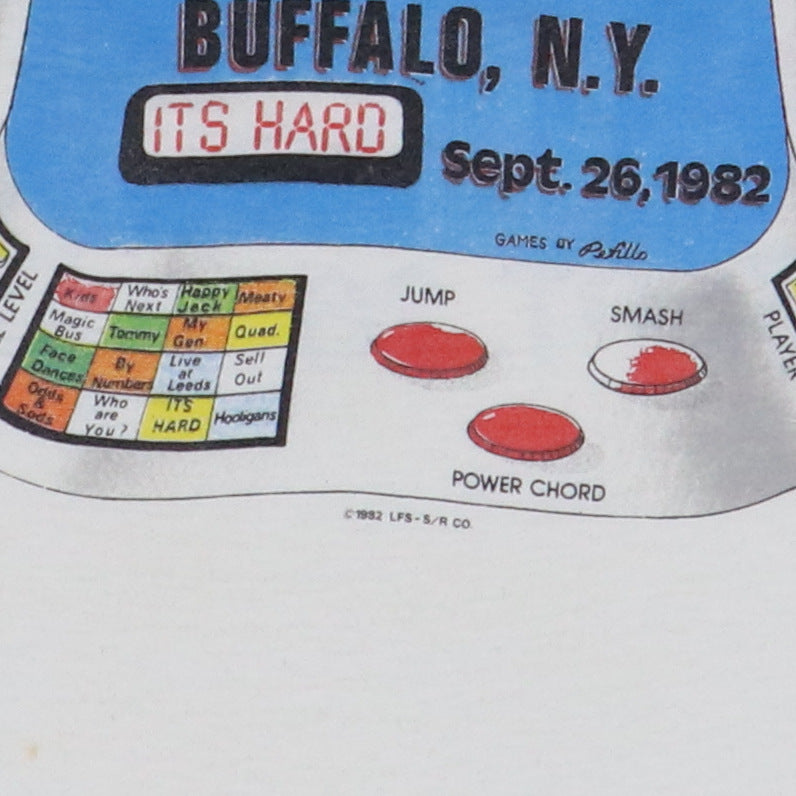 BUFFALO, N.Y.
ITS HARD
Sept. 26, 1982
GAMES BY Petillo
LEVEL
Kids
Who's
Next
Happy
Jack
Meaty
Magic
Bus
Tommy
My
Gen.
Quad.
Face
Dances
By
Numbers
Live
at
Leeds
Sell
Out
Odds
&
Sods
Who
are
You?
ITS
HARD
Hooligans
JUMP
SMASH
POWER CHORD
PLAYER
©1982 LFS-S/R CO.